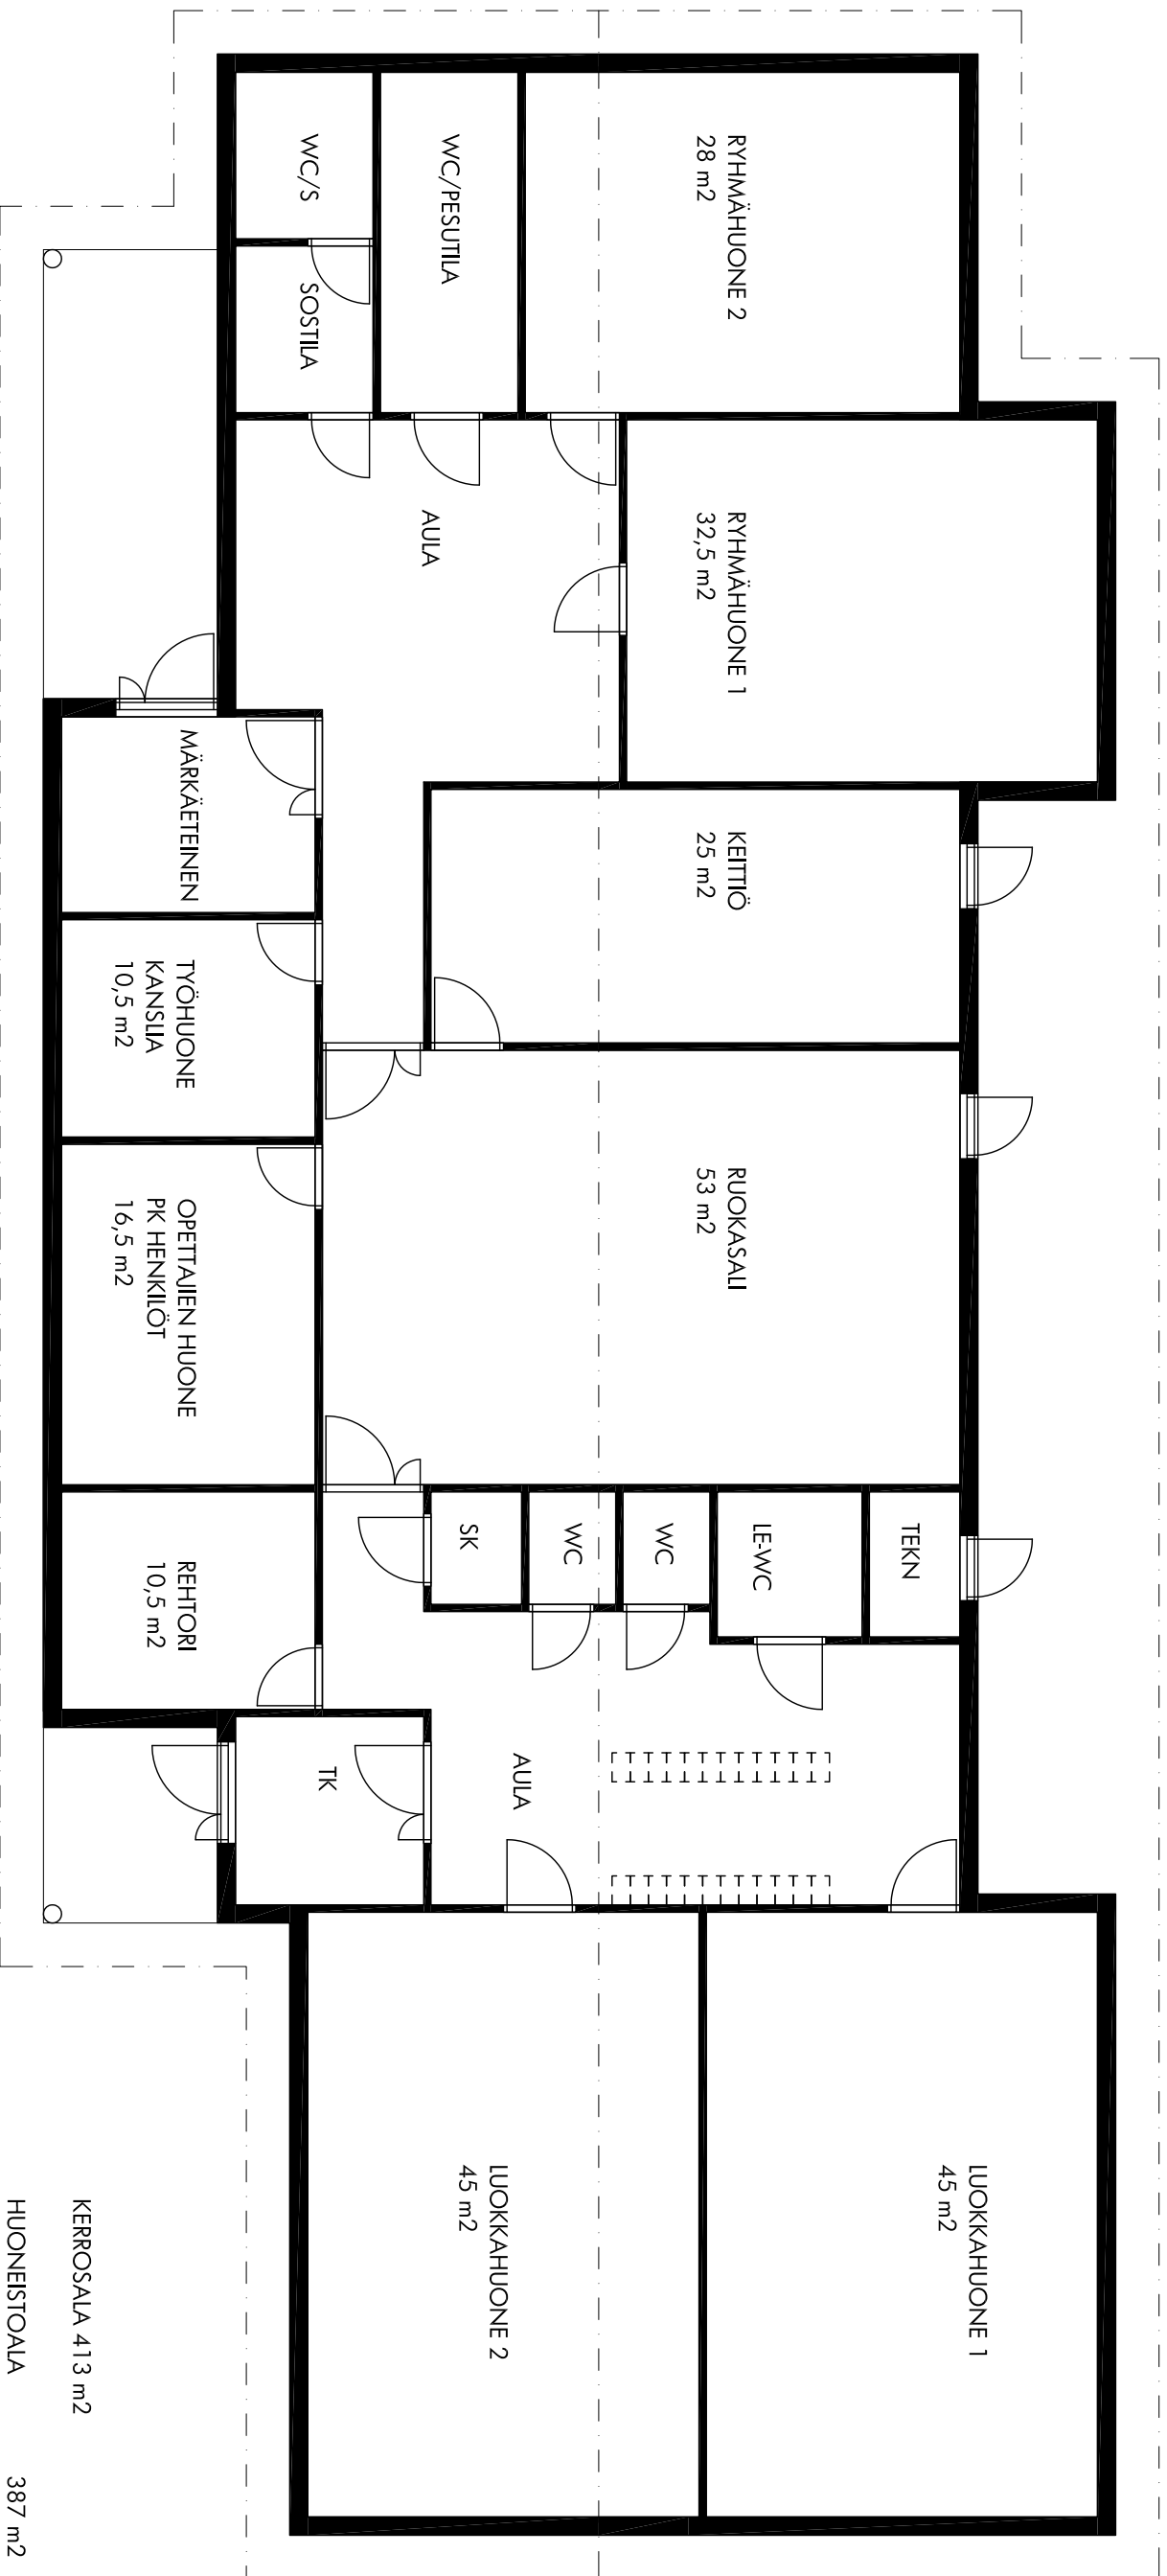 RYHMÄHUONE 2
28 m2
WC/PESUTILA
WC/S
SOSTILA
RYHMÄHUONE 1
32,5 m2
AULA
KEITTIÖ
25 m2
MÄRKÄETEINEN
TYÖHUONE
KANSLIA
10,5 m2
RUOKASALI
53 m2
OPETTAJIEN HUONE
PK HENKILÖT
16,5 m2
TEKN
LE-WC
WC
WC
SK
REHTORI
10,5 m2
AULA
TK
LUOKKAHUONE 1
45 m2
LUOKKAHUONE 2
45 m2
KERROSALA 413 m2
HUONEISTOALA 387 m2